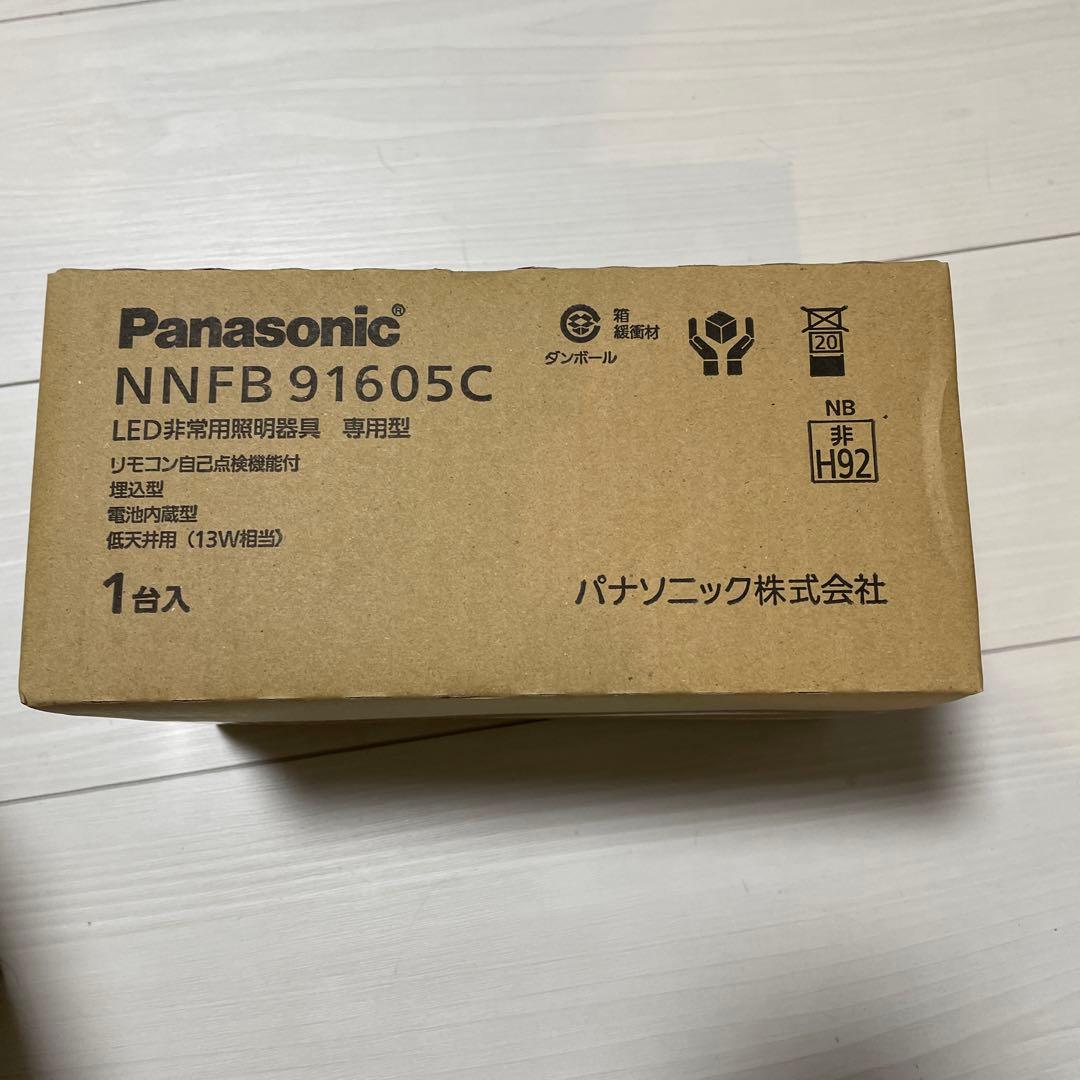 Panasonic®
NNFB 91605C
LED非常用照明器具 専用型
リモコン自己点検機能付
埋込型
電池内蔵型
低天井用（13W相当）
1台入
箱
緩衝材
ダンボール
20
NB
非
H92
パナソニック株式会社